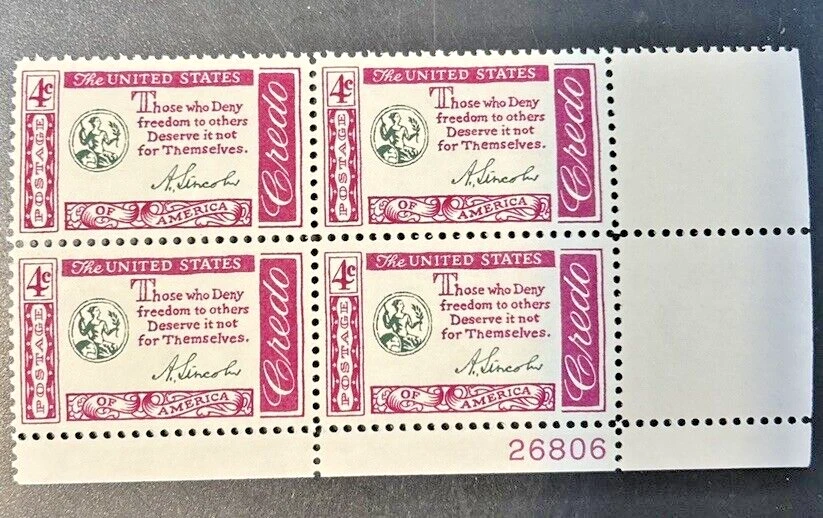 4¢ The UNITED STATES
Those who Deny
freedom to others
Deserve it not
for Themselves.
A. Lincoln
POSTAGE
OF AMERICA
Credo
4¢ The UNITED STATES
Those who Deny
freedom to others
Deserve it not
for Themselves.
A. Lincoln
POSTAGE
OF AMERICA
Credo
4¢ The UNITED STATES
Those who Deny
freedom to others
Deserve it not
for Themselves.
A. Lincoln
POSTAGE
OF AMERICA
Credo
4¢ The UNITED STATES
Those who Deny
freedom to others
Deserve it not
for Themselves.
A. Lincoln
POSTAGE
OF AMERICA
Credo
26806